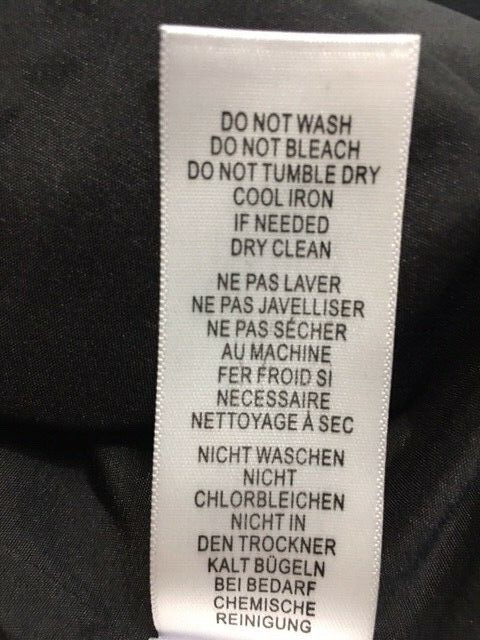 DO NOT WASH
DO NOT BLEACH
DO NOT TUMBLE DRY
COOL IRON
IF NEEDED
DRY CLEAN
NE PAS LAVER
NE PAS JAVELLISER
NE PAS SÉCHER
AU MACHINE
FER FROID SI
NECESSAIRE
NETTOYAGE À SEC
NICHT WASCHEN
NICHT
CHLORBLEICHEN
NICHT IN
DEN TROCKNER
KALT BÜGELN
BEI BEDARF
CHEMISCHE
REINIGUNG